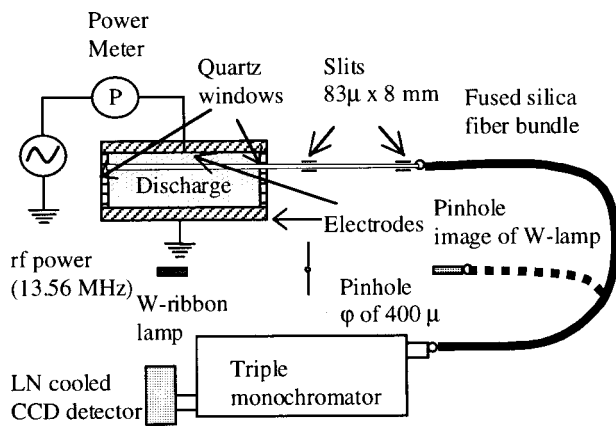 Power
Meter
P
Quartz
windows
Slits
83μ x 8 mm
Fused silica
fiber bundle
Discharge
Electrodes
Pinhole
image of W-lamp
rf power
(13.56 MHz)
W-ribbon
lamp
Pinhole
φ of 400 μ
Triple
monochromator
LN cooled
CCD detector